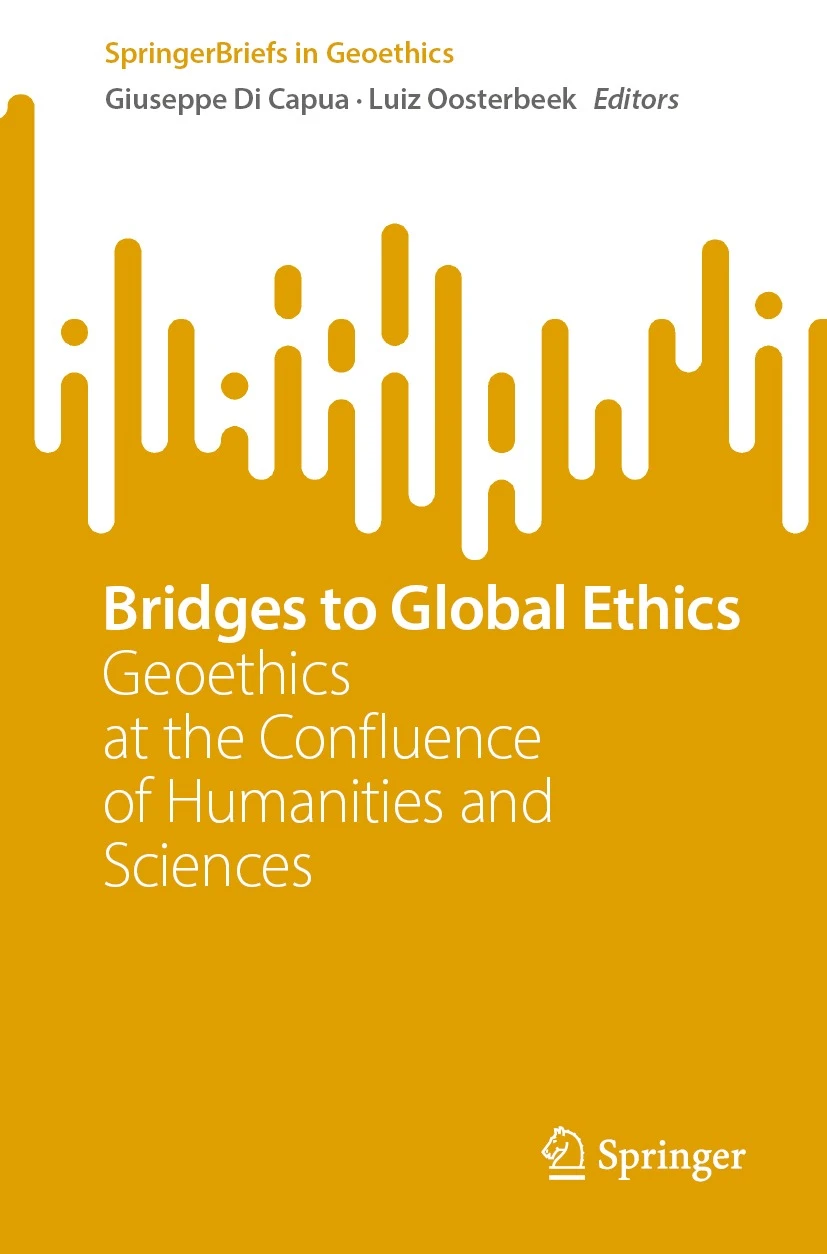 SpringerBriefs in Geoethics
Giuseppe Di Capua · Luiz Oosterbeek Editors
Bridges to Global Ethics
Geoethics
at the Confluence
of Humanities and
Sciences
Springer